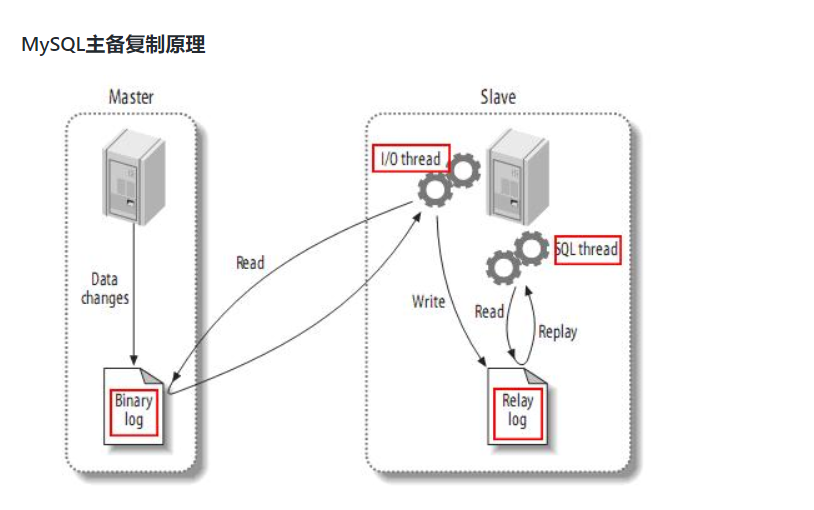 MySQL主备复制原理
Master
Slave
I/O thread
SQL thread
Read
Data
changes
Write
Read
Replay
Binary
log
Relay
log